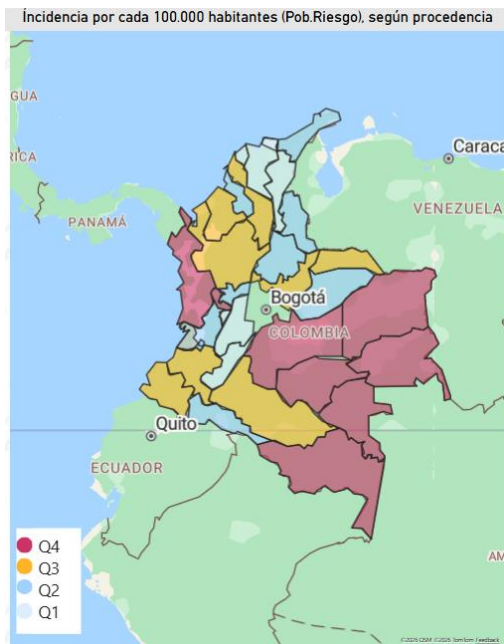 Íncidencia por cada 100.000 habitantes (Pob.Riesgo), según procedencia
GUA
RICA
Caraca
PANAMÁ
VENEZUELA
Bogotá
COLOMBIA
Quito
ECUADOR
Q4
Q3
Q2
Q1
AM
©2026 OSM ©2026 TomTom Feedback